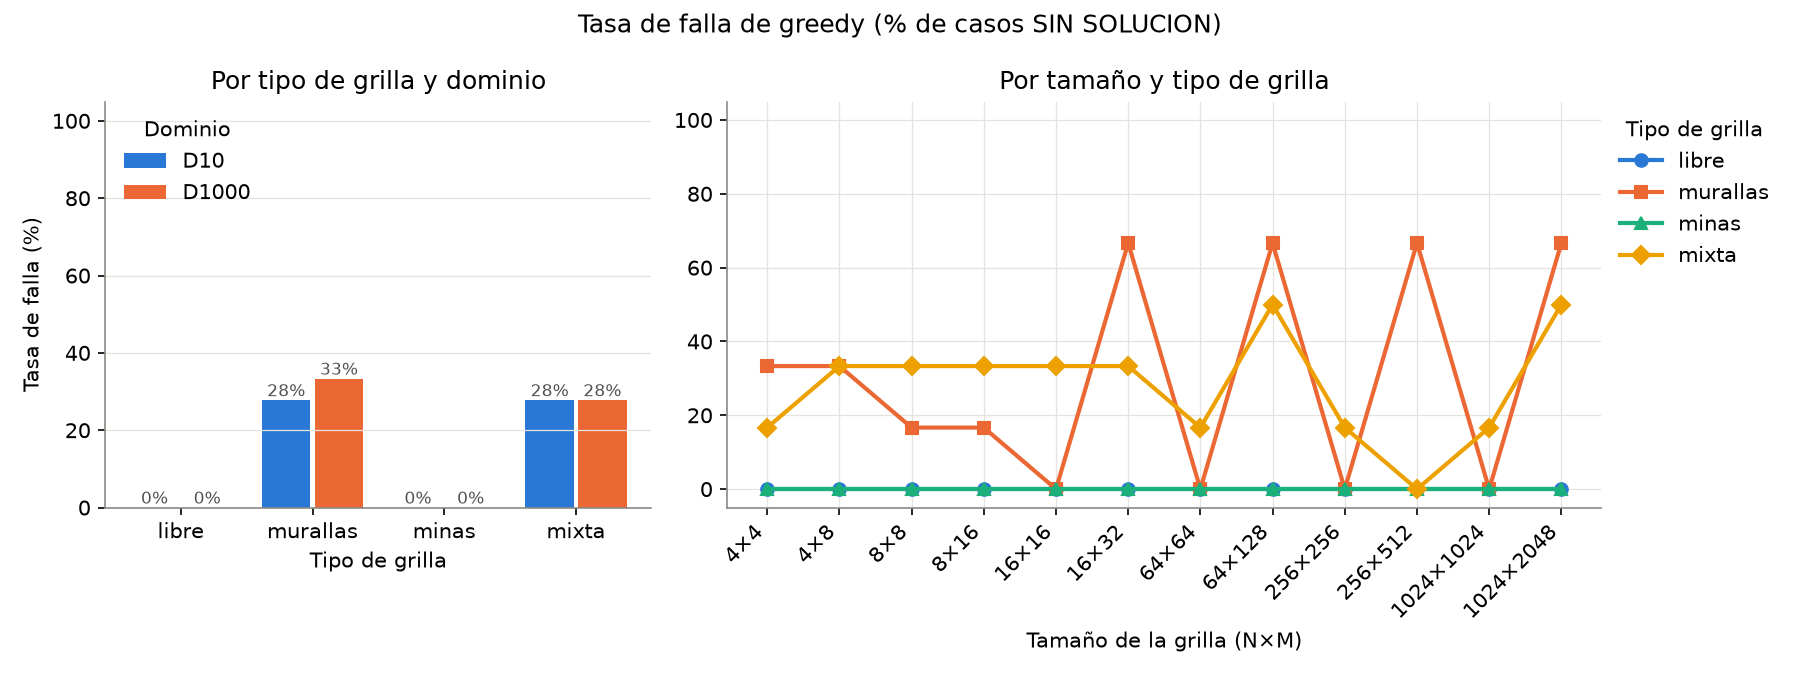 Tasa de falla de greedy (% de casos SIN SOLUCION)
Por tipo de grilla y dominio
Tasa de falla (%)
100
80
60
40
20
0
Dominio
D10
D1000
0%
0%
28%
33%
0%
0%
28%
28%
libre
murallas
minas
mixta
Tipo de grilla
Por tamaño y tipo de grilla
100
80
60
40
20
0
4×4
4×8
8×8
8×16
16×16
16×32
64×64
64×128
256×256
256×512
1024×1024
1024×2048
Tamaño de la grilla (N×M)
Tipo de grilla
libre
murallas
minas
mixta